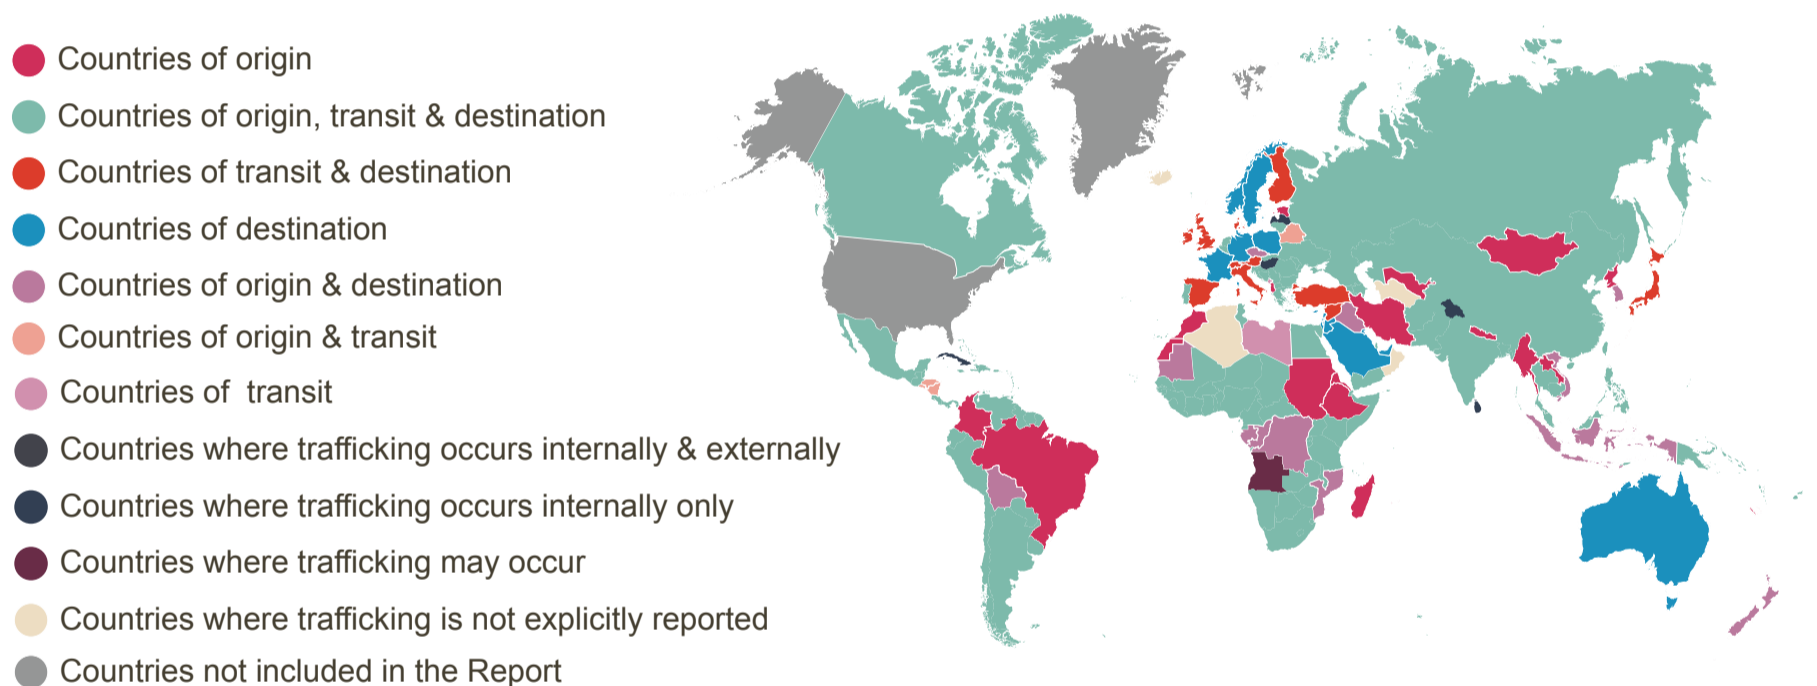 Countries of origin
Countries of origin, transit & destination
Countries of transit & destination
Countries of destination
Countries of origin & destination
Countries of origin & transit
Countries of  transit
Countries where trafficking occurs internally & externally
Countries where trafficking occurs internally only
Countries where trafficking may occur
Countries where trafficking is not explicitly reported
Countries not included in the Report